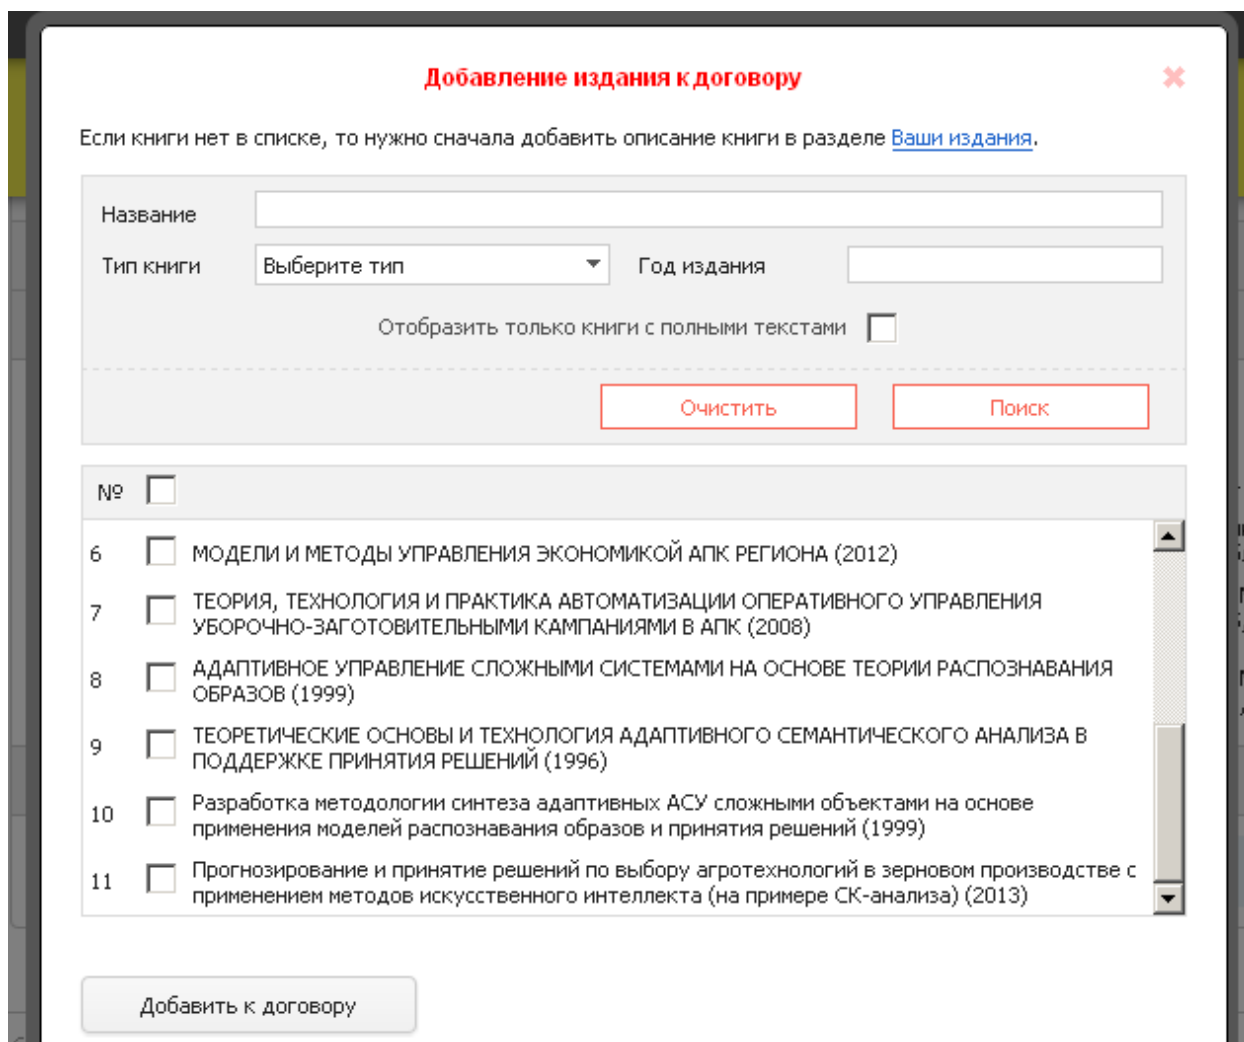 Добавление издания к договору
Если книги нет в списке, то нужно сначала добавить описание книги в разделе Ваши издания.
Название
Тип книги Выберите тип Год издания
Отобразить только книги с полными текстами
Очистить Поиск
№
6 МОДЕЛИ И МЕТОДЫ УПРАВЛЕНИЯ ЭКОНОМИКОЙ АПК РЕГИОНА (2012)
7 ТЕОРИЯ, ТЕХНОЛОГИЯ И ПРАКТИКА АВТОМАТИЗАЦИИ ОПЕРАТИВНОГО УПРАВЛЕНИЯ
УБОРОЧНО-ЗАГОТОВИТЕЛЬНЫМИ КАМПАНИЯМИ В АПК (2008)
8 АДАПТИВНОЕ УПРАВЛЕНИЕ СЛОЖНЫМИ СИСТЕМАМИ НА ОСНОВЕ ТЕОРИИ РАСПОЗНАВАНИЯ
ОБРАЗОВ (1999)
9 ТЕОРЕТИЧЕСКИЕ ОСНОВЫ И ТЕХНОЛОГИЯ АДАПТИВНОГО СЕМАНТИЧЕСКОГО АНАЛИЗА В
ПОДДЕРЖКЕ ПРИНЯТИЯ РЕШЕНИЙ (1996)
10 Разработка методологии синтеза адаптивных АСУ сложными объектами на основе
применения моделей распознавания образов и принятия решений (1999)
11 Прогнозирование и принятие решений по выбору агротехнологий в зерновом производстве с
применением методов искусственного интеллекта (на примере СК-анализа) (2013)
Добавить к договору